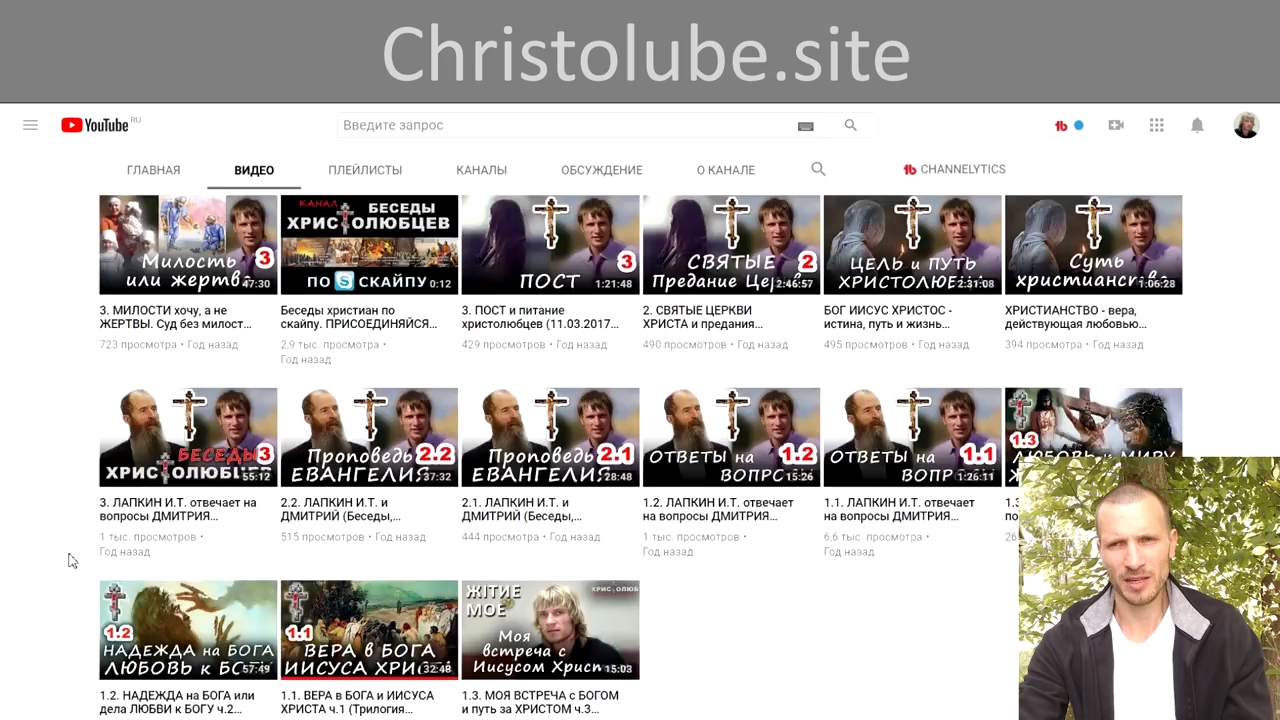 Christolube.site
YouTube RU
Введите запрос
ГЛАВНАЯ ВИДЕО ПЛЕЙЛИСТЫ КАНАЛЫ ОБСУЖДЕНИЕ О КАНАЛЕ CHANNELYTICS
Милость
или жертва
3
47:30
КАНАЛ БЕСЕДЫ
ХРИСТОЛЮБЦЕВ
ПО СКАЙПУ
0:12
ПОСТ
3
1:21:48
СВЯТЫЕ
Предание Цер
2
2:46:57
ЦЕЛЬ и ПУТЬ
ХРИСТОЛЮБ
2:31:08
Суть
христианств
1:06:28
3. МИЛОСТИ хочу, а не
ЖЕРТВЫ. Суд без милост...
723 просмотра • Год назад
Беседы христиан по
скайпу. ПРИСОЕДИНЯЙСЯ...
2,9 тыс. просмотра •
Год назад
3. ПОСТ и питание
христолюбцев (11.03.2017...
429 просмотров • Год назад
2. СВЯТЫЕ ЦЕРКВИ
ХРИСТА и предания...
490 просмотров • Год назад
БОГ ИИСУС ХРИСТОС -
истина, путь и жизнь...
495 просмотров • Год назад
ХРИСТИАНСТВО - вера,
действующая любовью...
394 просмотра • Год назад
БЕСЕДЫ
ХРИСТОЛЮБЦЕВ
3
55:12
Проповедь
ЕВАНГЕЛИЯ
2.2
37:32
Проповедь
ЕВАНГЕЛИЯ
2.1
28:48
ОТВЕТЫ на
ВОПРОСЫ
1.2
15:26
ОТВЕТЫ на
ВОПРОС
1.1
1:26:11
1.3
ЛЮБОВЬ к МИРУ
3. ЛАПКИН И.Т. отвечает на
вопросы ДМИТРИЯ...
1 тыс. просмотров •
Год назад
2.2. ЛАПКИН И.Т. и
ДМИТРИЙ (Беседы,...
515 просмотров • Год назад
2.1. ЛАПКИН И.Т. и
ДМИТРИЙ (Беседы,...
444 просмотра • Год назад
1.2. ЛАПКИН И.Т. отвечает
на вопросы ДМИТРИЯ...
1 тыс. просмотров •
Год назад
1.1. ЛАПКИН И.Т. отвечает
на вопросы ДМИТРИЯ...
6,6 тыс. просмотра •
Год назад
1.3
по
26
1.2
НАДЕЖДА на БОГА
ЛЮБОВЬ к БО
57:49
1.1
ВЕРА в БОГА
ИИСУСА ХРИ
32:48
ЖИТИЕ
МОЕ
ХРИСТОЛЮБ
Моя
встреча с
Иисусом Христ
15:03
1.2. НАДЕЖДА на БОГА или
дела ЛЮБВИ к БОГУ ч.2...
1.1. ВЕРА в БОГА и ИИСУСА
ХРИСТА ч.1 (Трилогия...
1.3. МОЯ ВСТРЕЧА с БОГОМ
и путь за ХРИСТОМ ч.3...